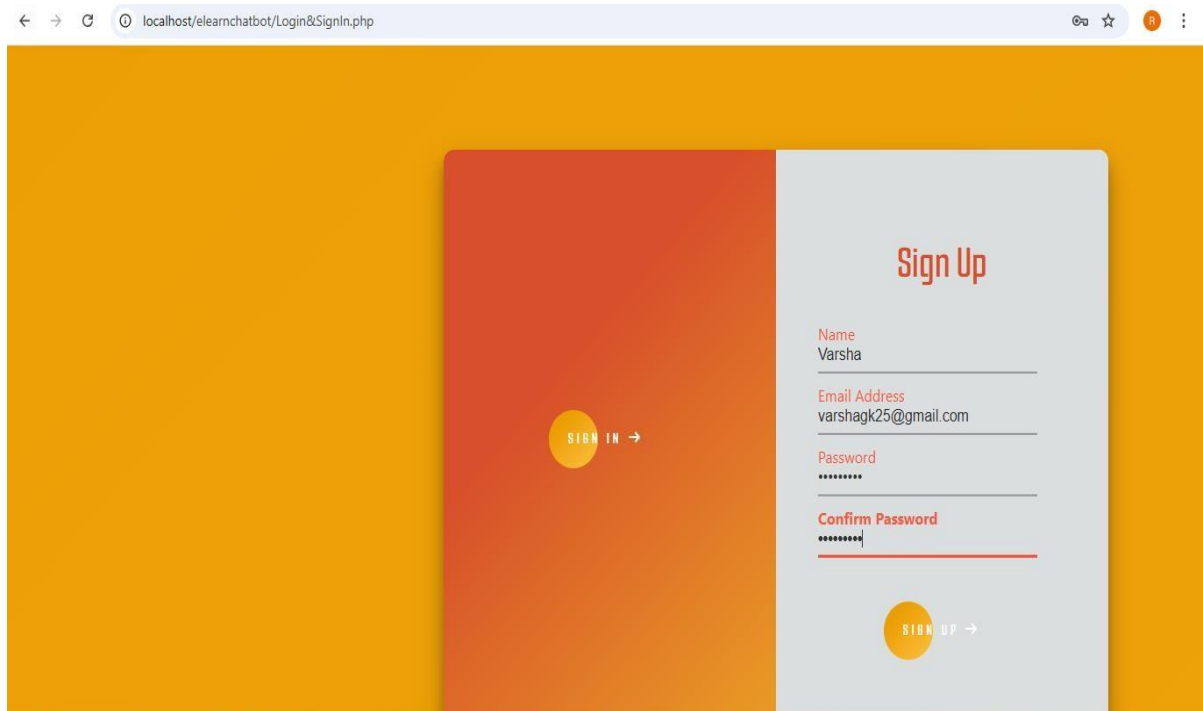 localhost/elearnchatbot/Login&SignIn.php
R
SIGN IN →
Sign Up
Name
Varsha
Email Address
varshagk25@gmail.com
Password
•••••••••
Confirm Password
•••••••••
SIGN UP →